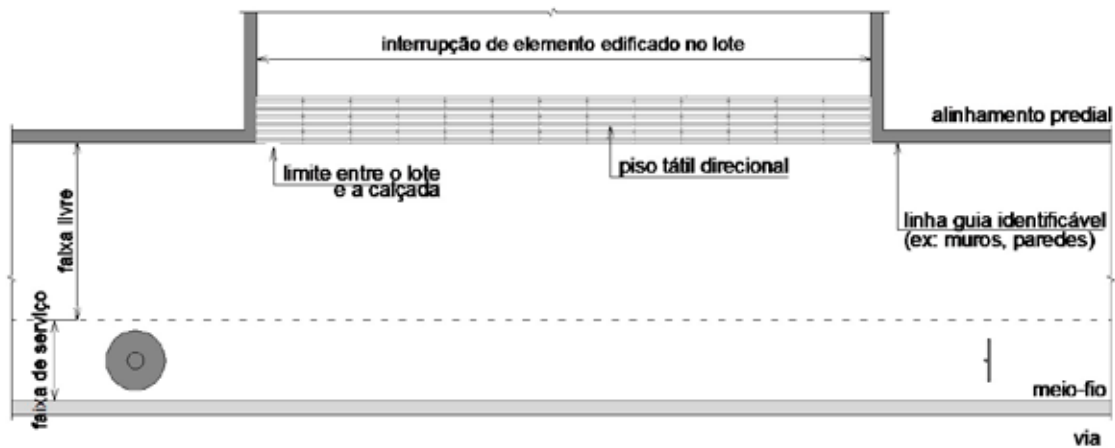 interrupção de elemento edificado no lote
alinhamento predial
limite entre o lote
e a calçada
piso tátil direcional
linha guia identificável
(ex: muros, paredes)
faixa livre
faixa de serviço
meio-fio
via